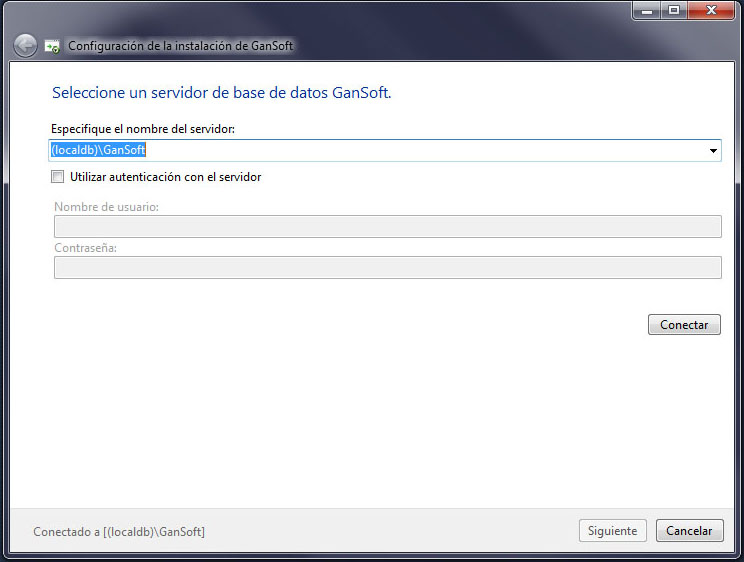 Configuración de la instalación de GanSoft
Seleccione un servidor de base de datos GanSoft.
Especifique el nombre del servidor:
(localdb)\GanSoft
Utilizar autenticación con el servidor
Nombre de usuario:
Contraseña:
Conectar
Conectado a [(localdb)\GanSoft]
Siguiente
Cancelar